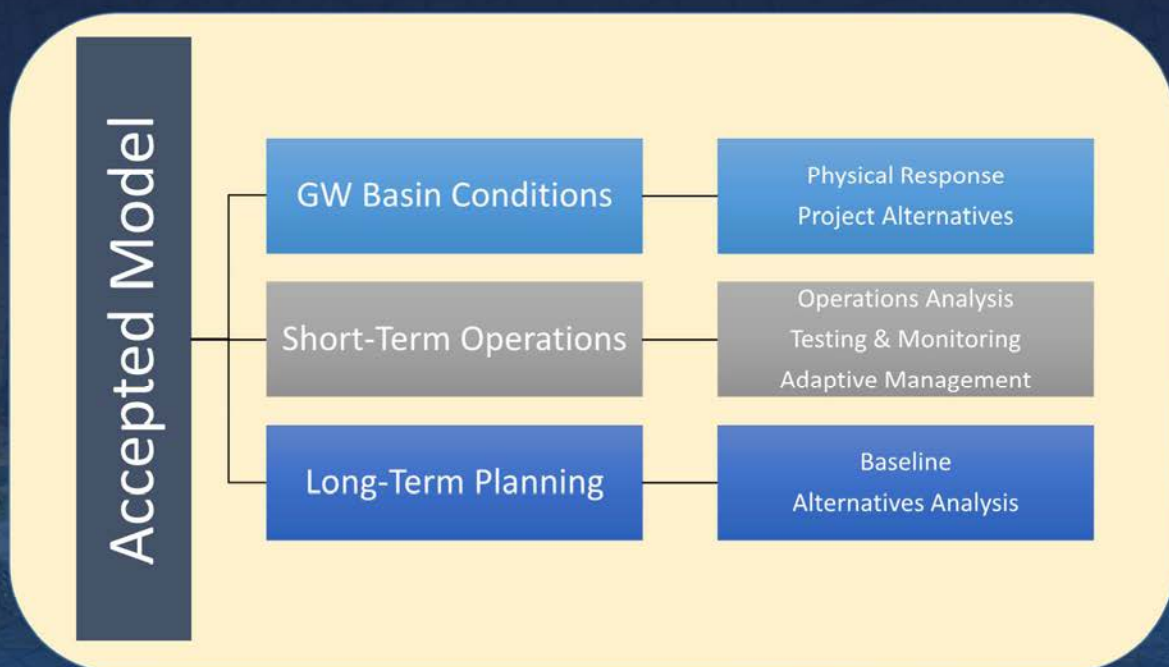 Accepted Model
GW Basin Conditions
Physical Response
Project Alternatives
Short-Term Operations
Operations Analysis
Testing & Monitoring
Adaptive Management
Long-Term Planning
Baseline
Alternatives Analysis